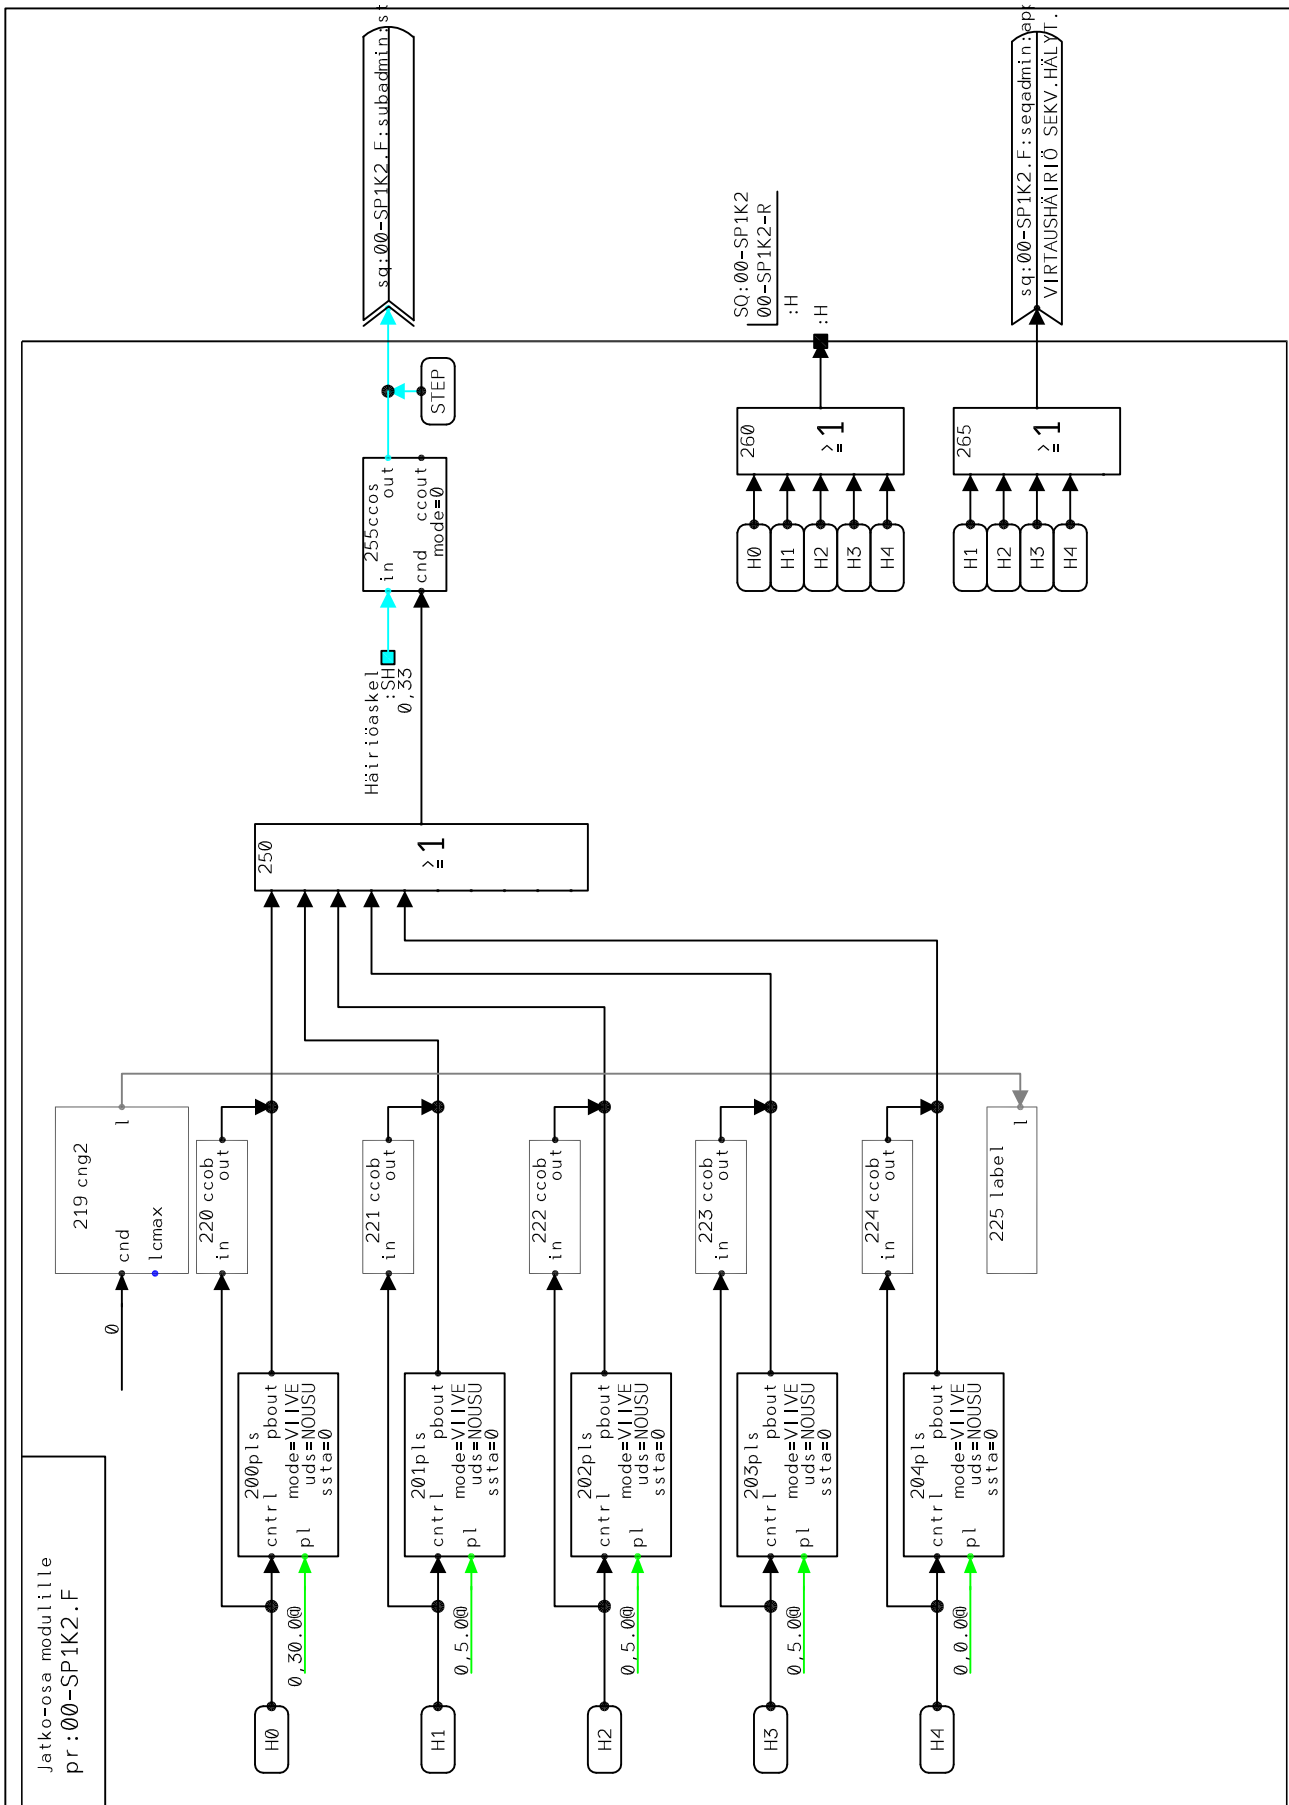 Jatko-osa modulille
pr:00-SP1K2.F
H0
0,30.0@
200pls
cntrl pbout
pl mode=VIIVE
uds=NOUSU
ssta=0
H1
0,5.0@
201pls
cntrl pbout
pl mode=VIIVE
uds=NOUSU
ssta=0
H2
0,5.0@
202pls
cntrl pbout
pl mode=VIIVE
uds=NOUSU
ssta=0
H3
0,5.0@
203pls
cntrl pbout
pl mode=VIIVE
uds=NOUSU
ssta=0
H4
0,0.0@
204pls
cntrl pbout
pl mode=VIIVE
uds=NOUSU
ssta=0
0
219 cng2
cnd l
lcmax
220 ccob
in out
221 ccob
in out
222 ccob
in out
223 ccob
in out
224 ccob
in out
225 label
l
250
≥1
Häiriöaskel
:SH
0,33
255ccos
in out
cnd ccout
mode=0
STEP
sq:00-SP1K2.F:subadmin:st
H0
H1
H2
H3
H4
260
≥1
:H
SQ:00-SP1K2
00-SP1K2-R
:H
H1
H2
H3
H4
265
≥1
sq:00-SP1K2.F:seqadmin:app
VIRTAUSHÄIRIÖ SEKV.HÄLYT.